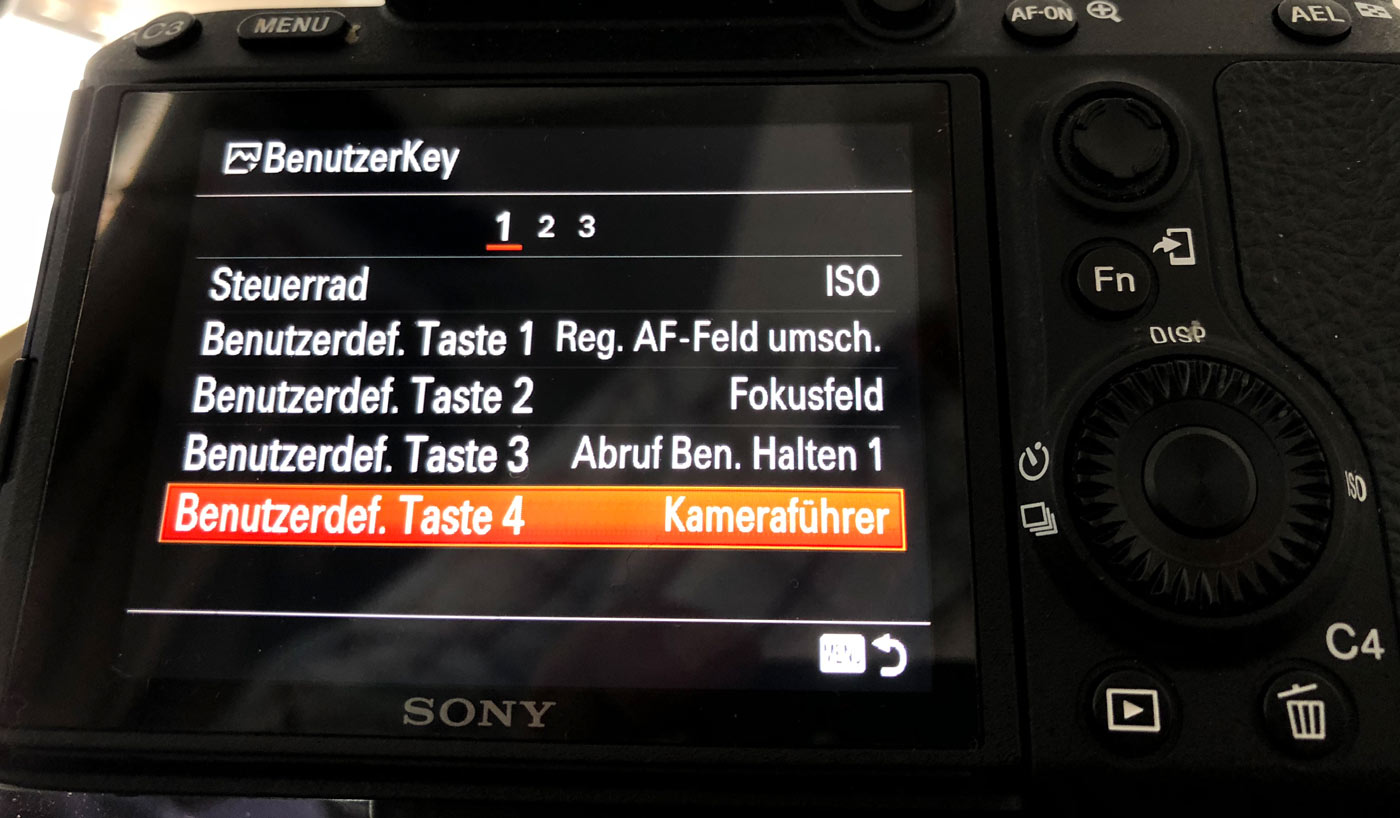 C3 MENU AF-ON AEL
BenutzerKey
1 2 3
Steuerrad ISO
Benutzerdef. Taste 1 Reg. AF-Feld umsch.
Benutzerdef. Taste 2 Fokusfeld
Benutzerdef. Taste 3 Abruf Ben. Halten 1
Benutzerdef. Taste 4 Kameraführer
MENU
SONY
Fn
DISP
ISO
C4